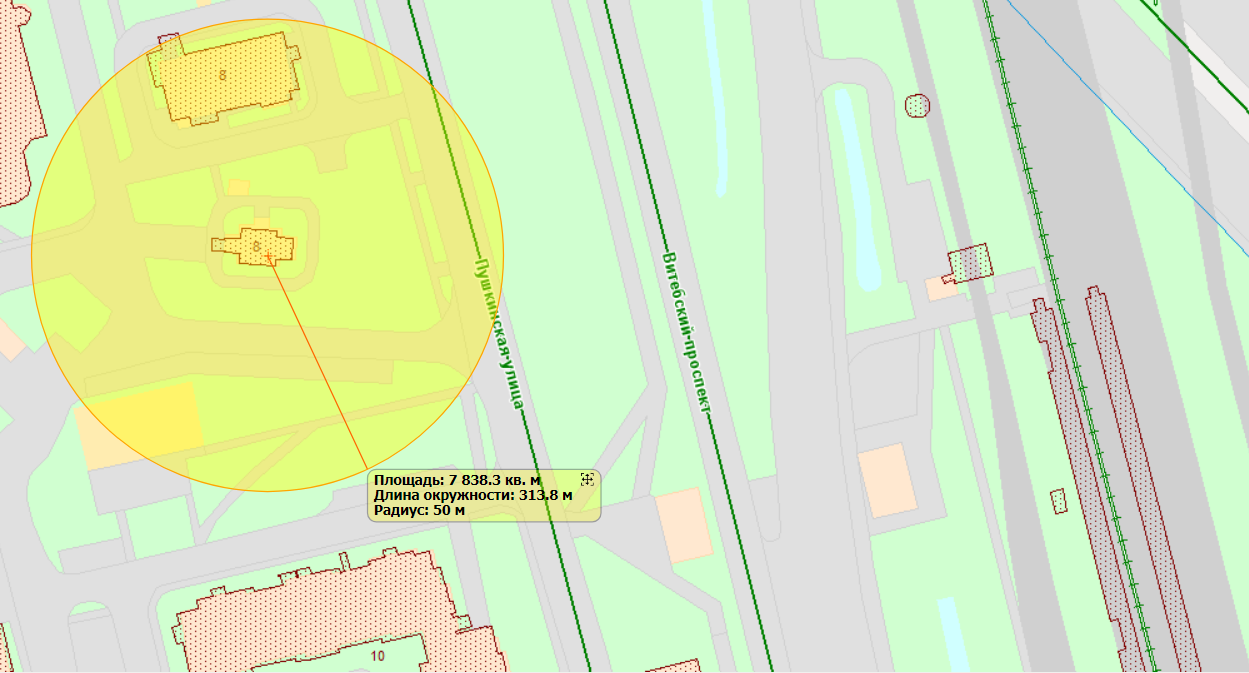 8
8
Пушкинская-улица
Витебский-проспект
Площадь: 7 838.3 кв. м
Длина окружности: 313.8 м
Радиус: 50 м
10